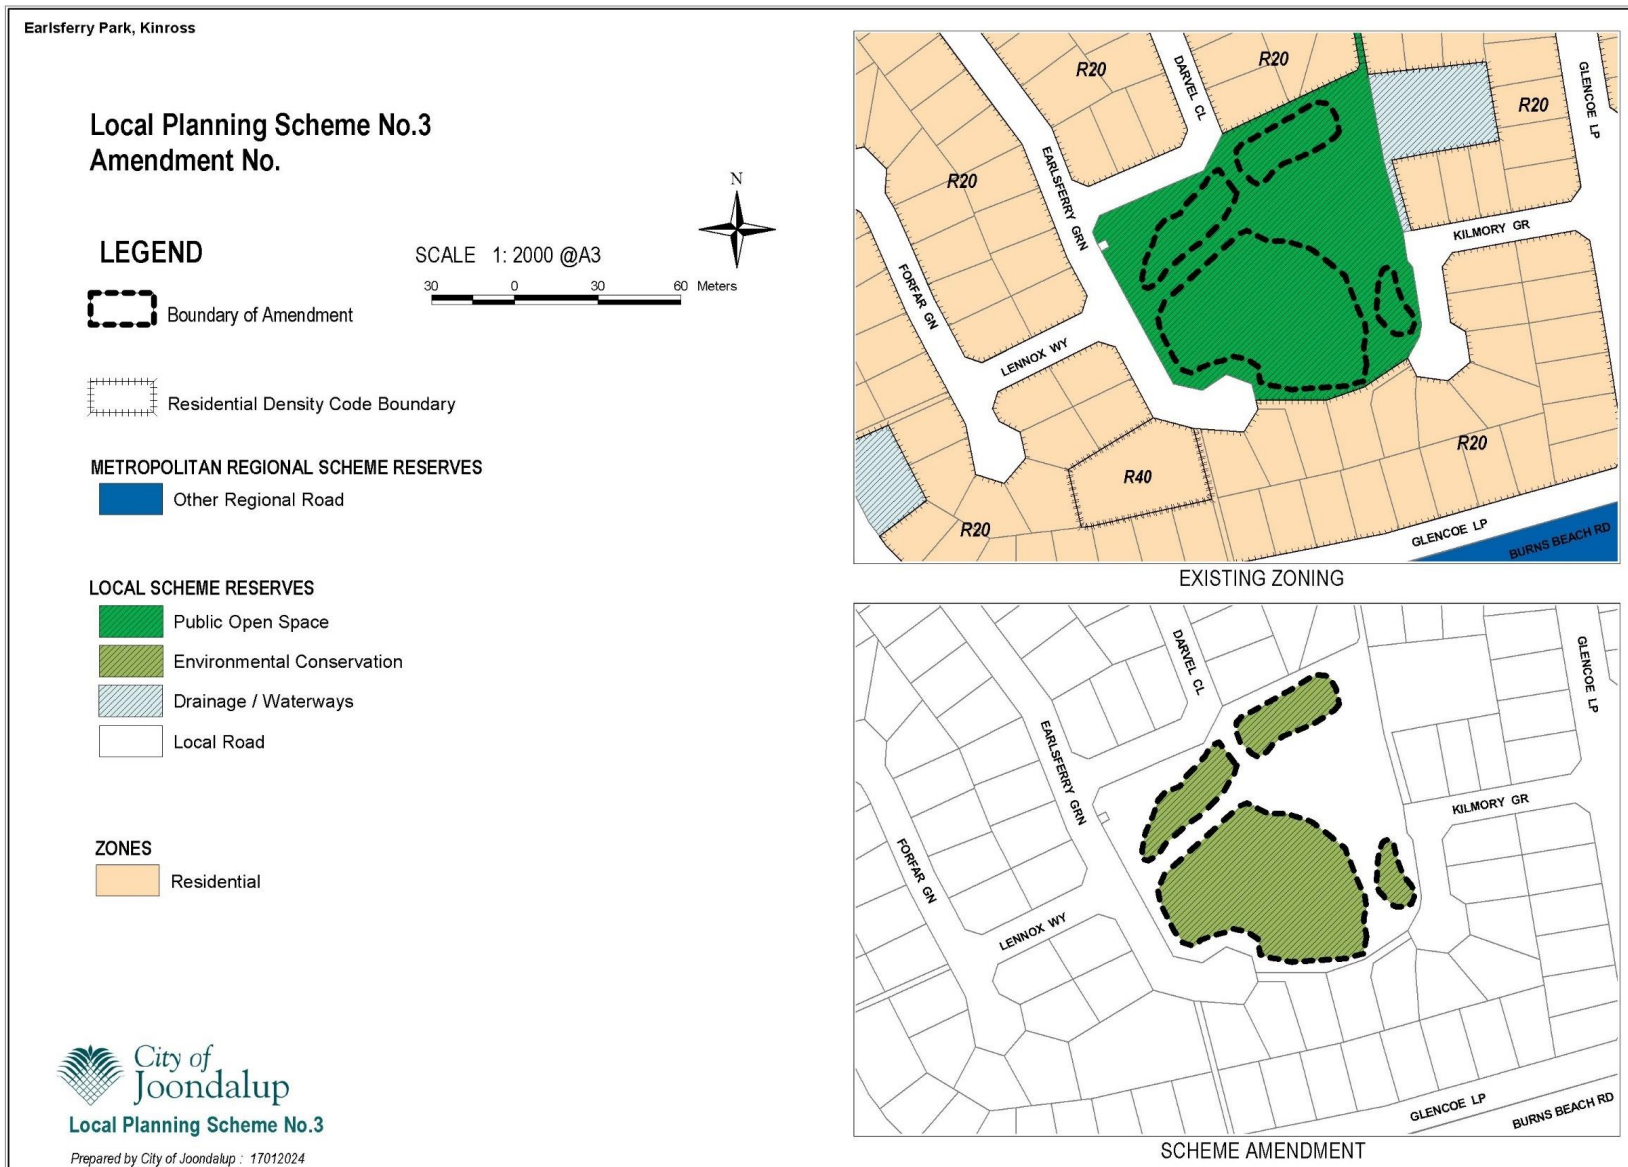 Earlsferry Park, Kinross
Local Planning Scheme No.3
Amendment No.
N
LEGEND
SCALE 1: 2000 @A3
30 0 30 60 Meters
Boundary of Amendment
Residential Density Code Boundary
METROPOLITAN REGIONAL SCHEME RESERVES
Other Regional Road
LOCAL SCHEME RESERVES
Public Open Space
Environmental Conservation
Drainage / Waterways
Local Road
ZONES
Residential
City of
Joondalup
Local Planning Scheme No.3
Prepared by City of Joondalup : 17012024
R20
R20
DARVEL CL
GLENCOE LP
R20
R20
EARLSFERRY GRN
KILMORY GR
FORFAR GN
LENNOX WY
R20
R40
R20
GLENCOE LP
BURNS BEACH RD
EXISTING ZONING
DARVEL CL
GLENCOE LP
EARLSFERRY GRN
KILMORY GR
FORFAR GN
LENNOX WY
GLENCOE LP
BURNS BEACH RD
SCHEME AMENDMENT